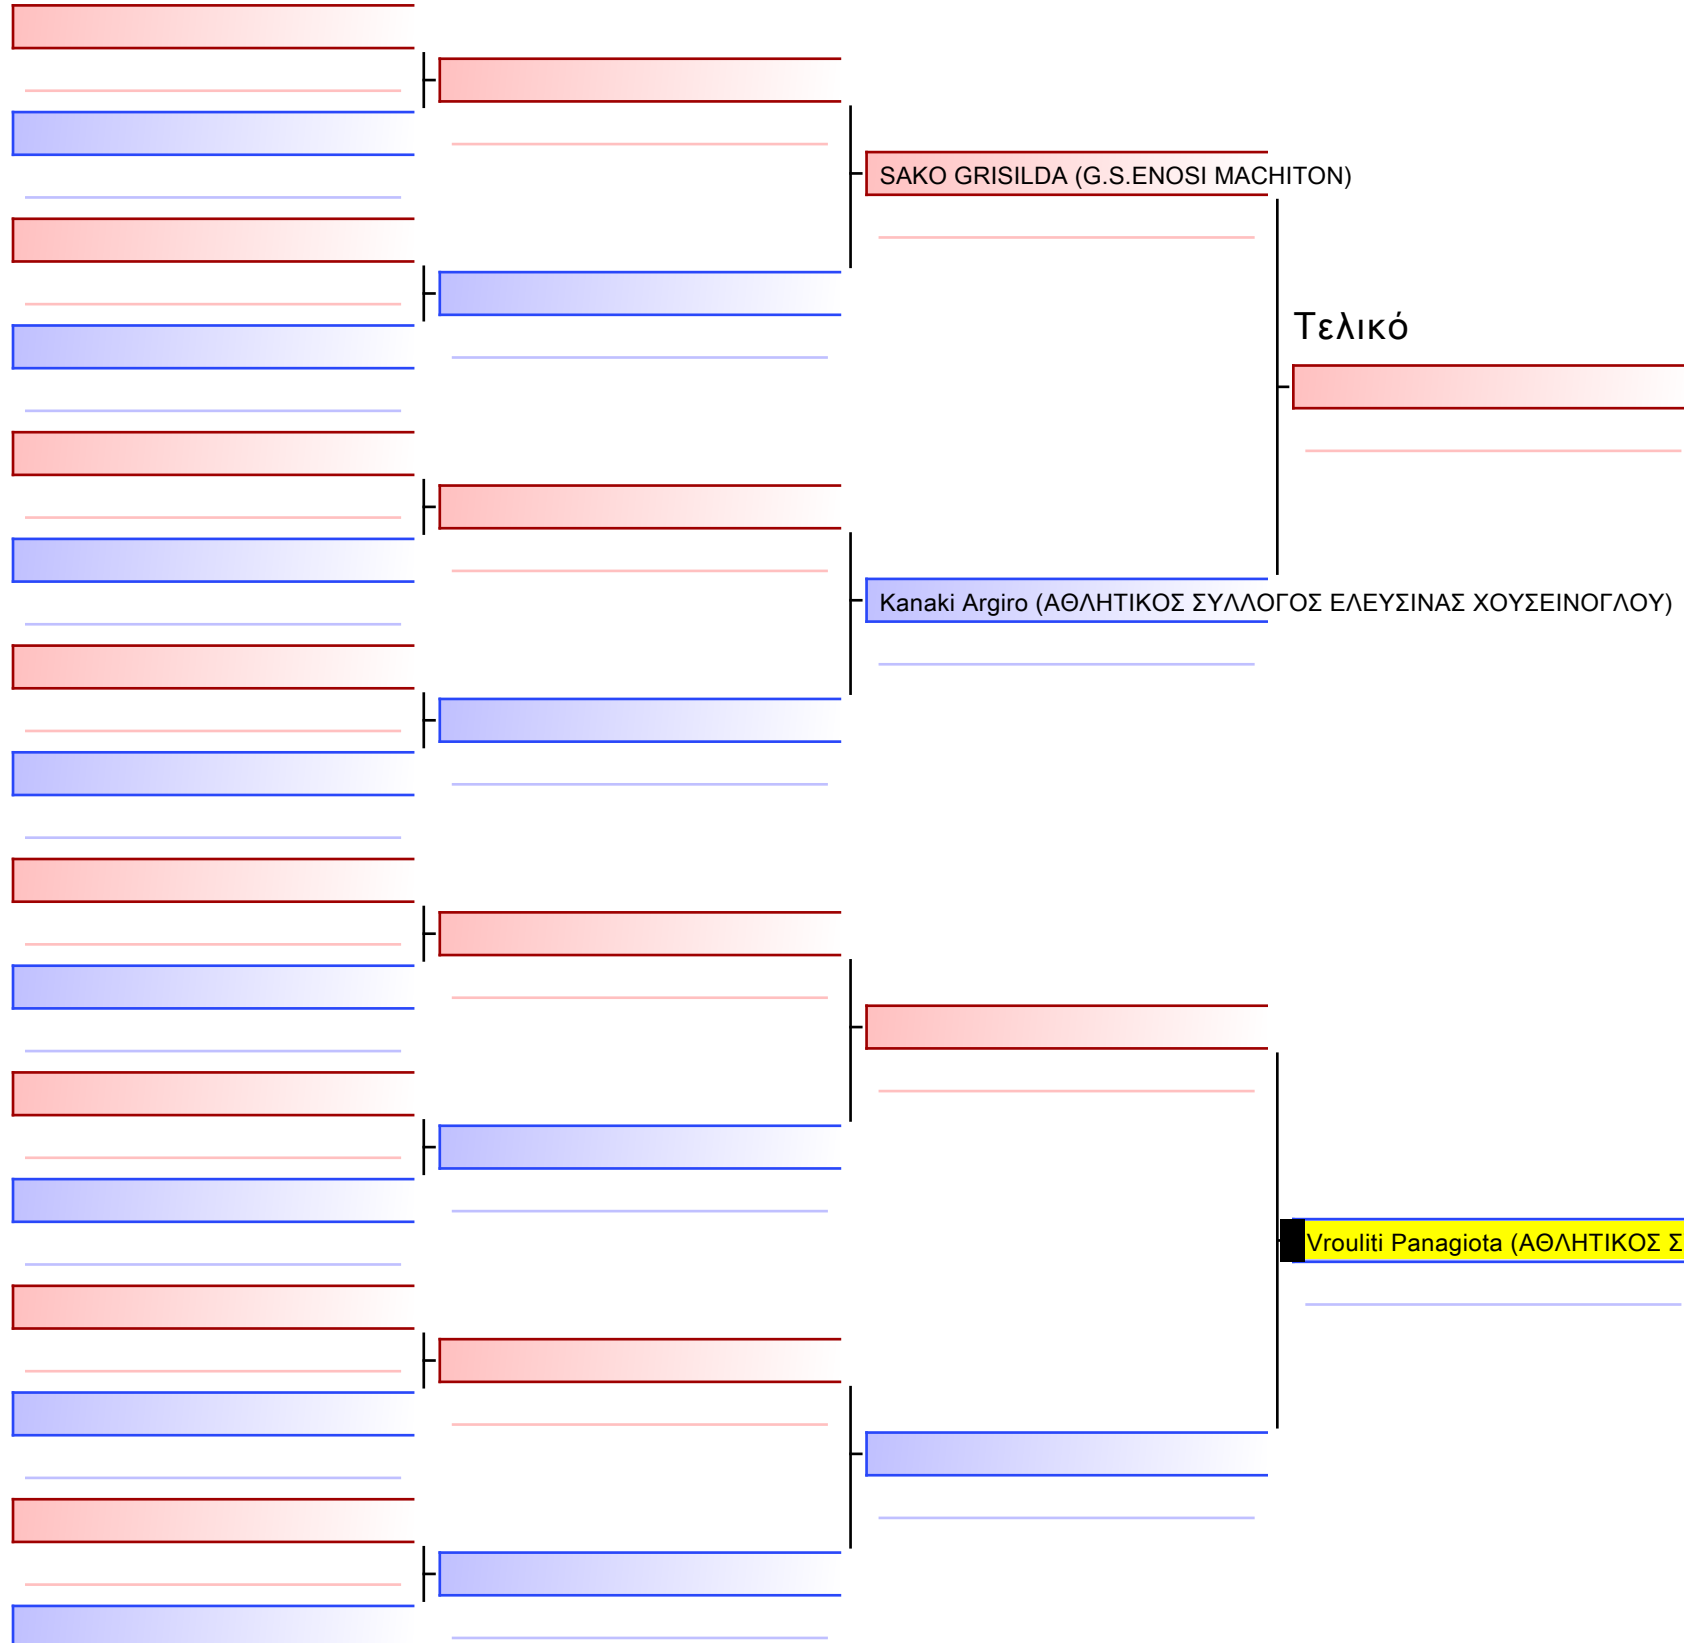 SAKO GRISILDA (G.S.ENOSI MACHITON)
Τελικό
Kanaki Argiro (ΑΘΛΗΤΙΚΟΣ ΣΥΛΛΟΓΟΣ ΕΛΕΥΣΙΝΑΣ ΧΟΥΣΕΙΝΟΓΛΟΥ)
Vrouliti Panagiota (ΑΘΛΗΤΙΚΟΣ Σ